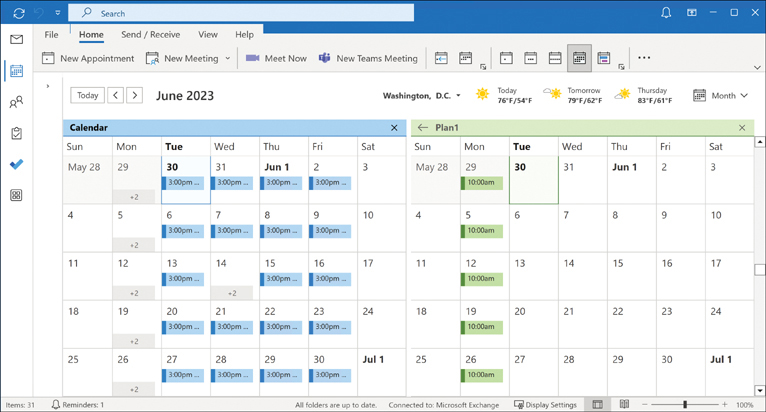 Search
File Home Send / Receive View Help
New Appointment New Meeting Meet Now New Teams Meeting
Today June 2023 Washington, D.C. Today 76°F/54°F Tomorrow 79°F/62°F Thursday 83°F/61°F Month
Calendar
Sun Mon Tue Wed Thu Fri Sat
May 28 29 30 31 Jun 1 2 3
3:00pm ... 3:00pm ... 3:00pm ... 3:00pm ...
+2
4 5 6 7 8 9 10
3:00pm ... 3:00pm ... 3:00pm ... 3:00pm ...
+2
11 12 13 14 15 16 17
3:00pm ... 3:00pm ... 3:00pm ...
+2 +2
18 19 20 21 22 23 24
3:00pm ... 3:00pm ... 3:00pm ... 3:00pm ...
+2
25 26 27 28 29 30 Jul 1
3:00pm ... 3:00pm ... 3:00pm ... 3:00pm ...
+2
Plan1
Sun Mon Tue Wed Thu Fri Sat
May 28 29 30 31 Jun 1 2 3
10:00am
4 5 6 7 8 9 10
10:00am
11 12 13 14 15 16 17
10:00am
18 19 20 21 22 23 24
10:00am
25 26 27 28 29 30 Jul 1
10:00am
Items: 31 Reminders: 1 All folders are up to date. Connected to: Microsoft Exchange Display Settings 100%